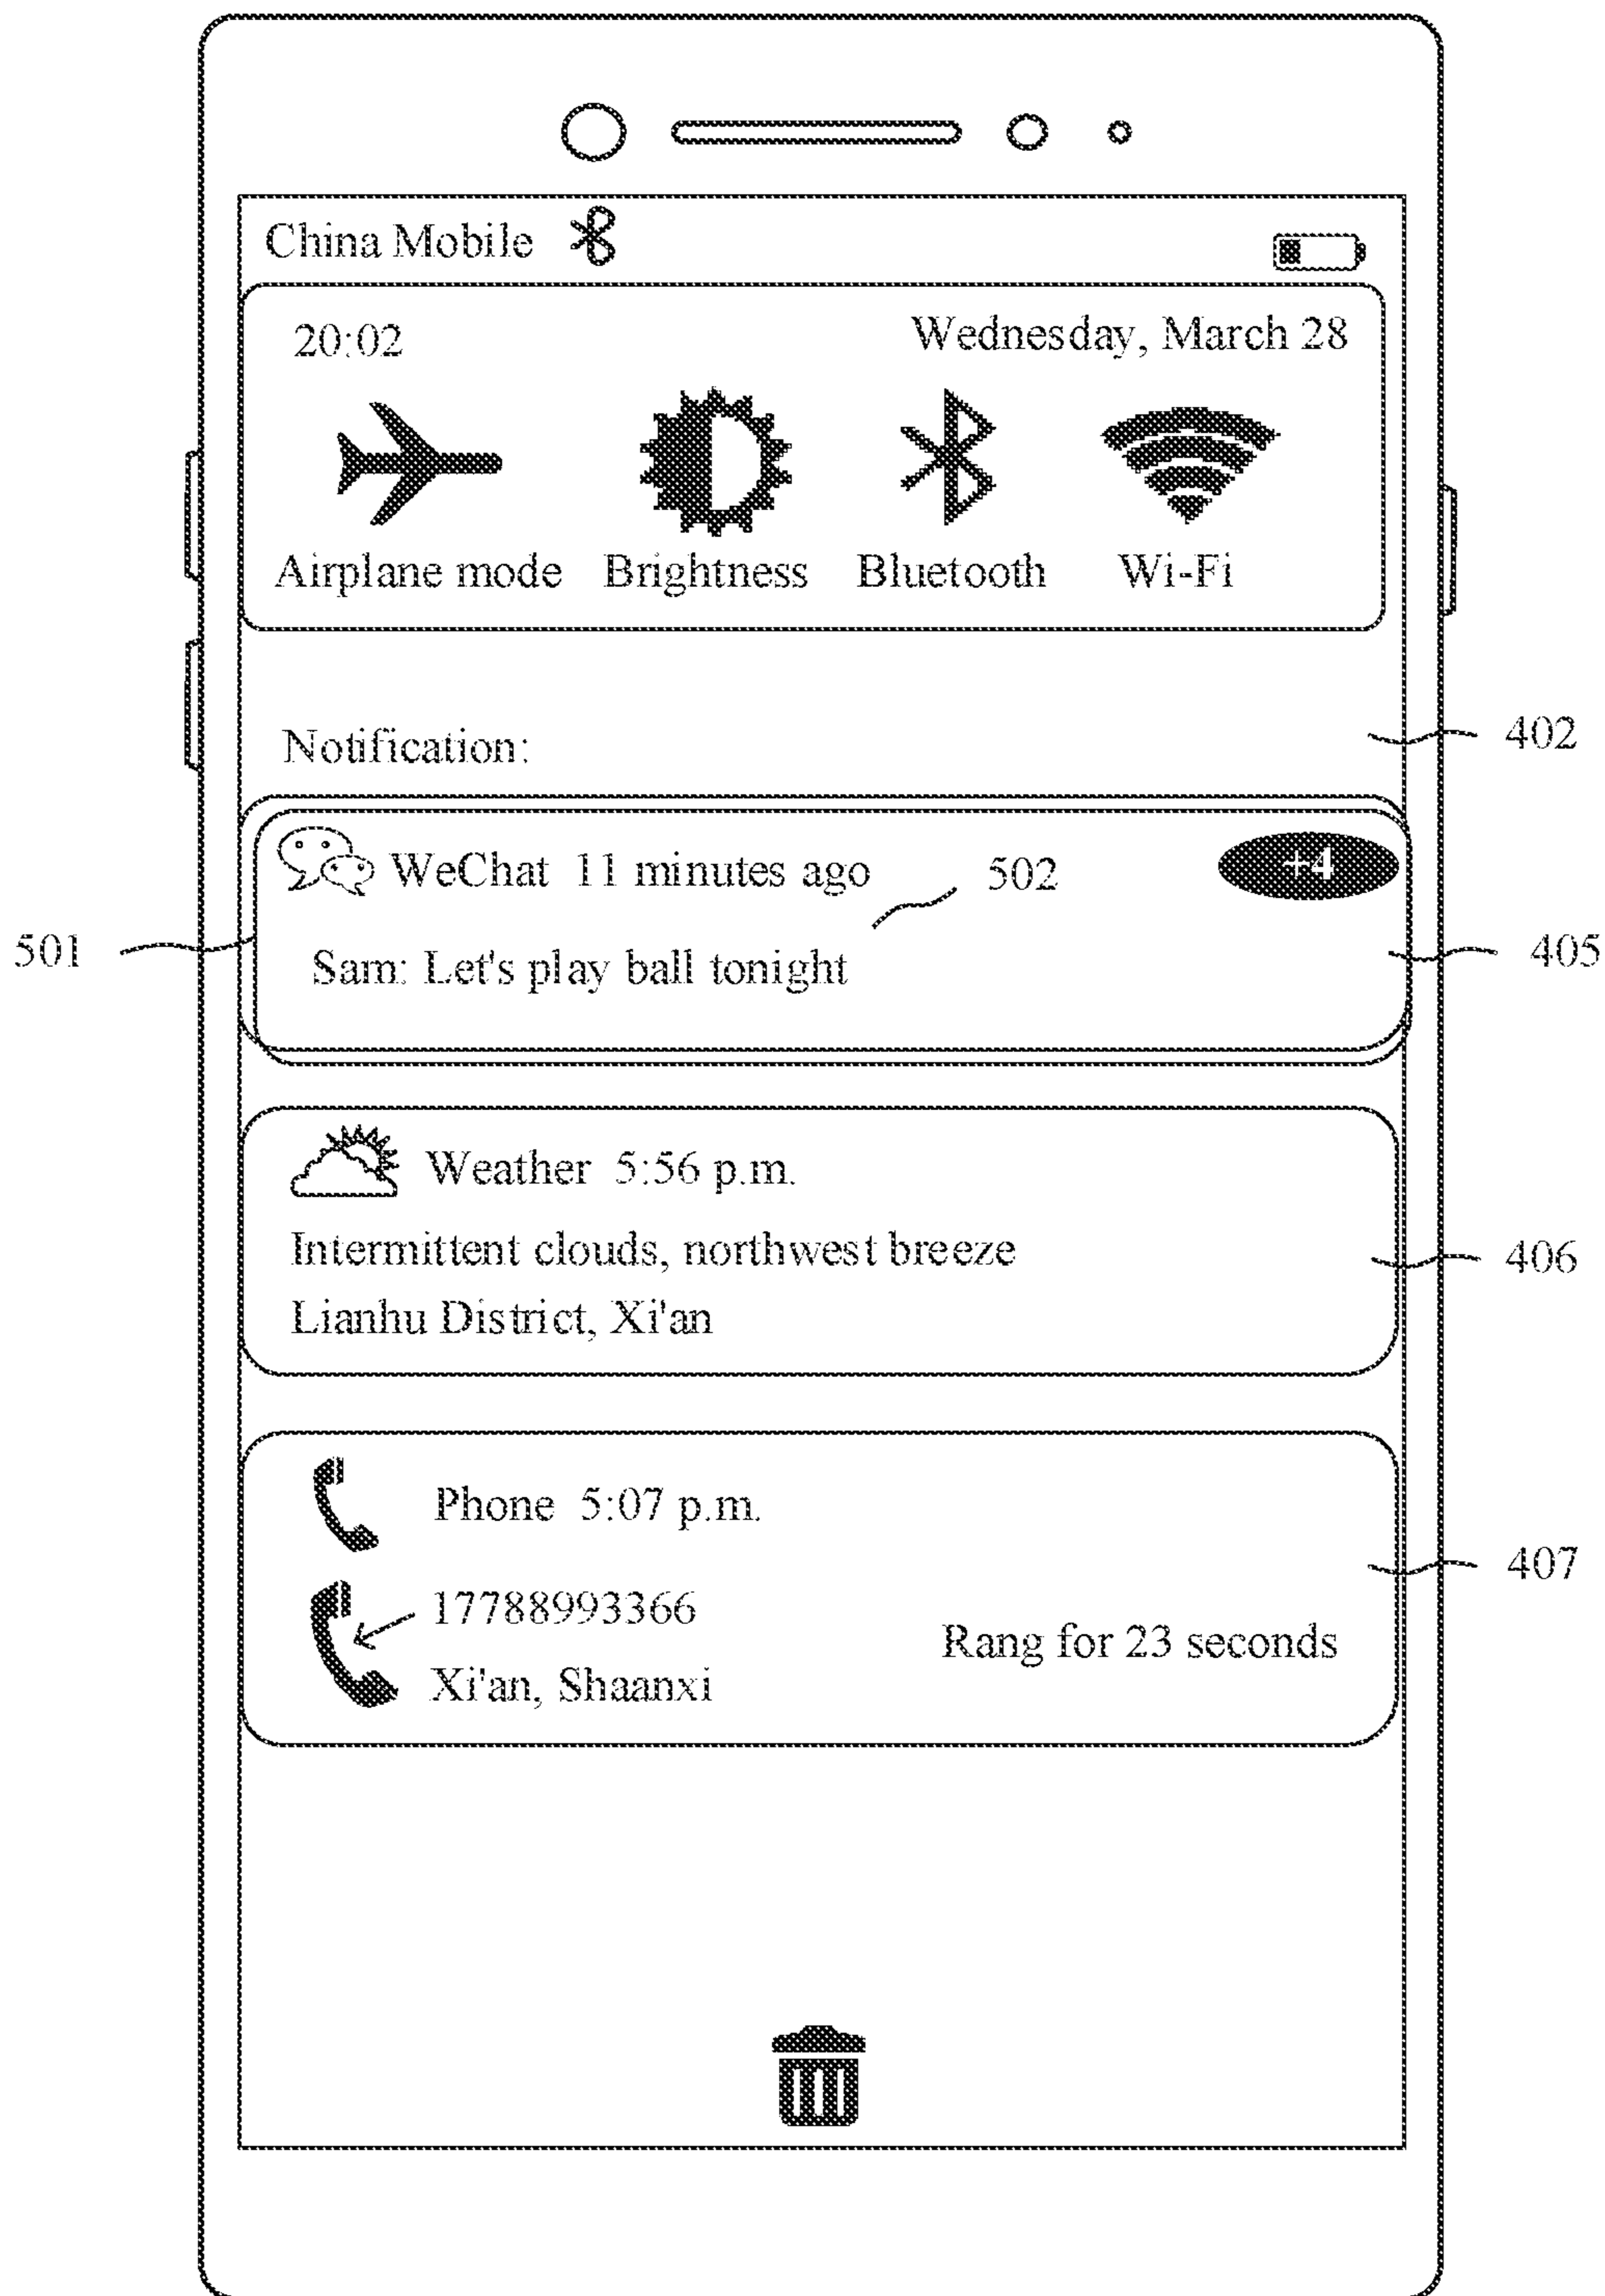 China Mobile
20:02 Wednesday, March 28
Airplane mode Brightness Bluetooth Wi-Fi
Notification:
402
WeChat 11 minutes ago
502
+4
501
Sam: Let's play ball tonight
405
Weather 5:56 p.m.
Intermittent clouds, northwest breeze
406
Lianhu District, Xi'an
Phone 5:07 p.m.
407
17788993366
Rang for 23 seconds
Xi'an, Shaanxi